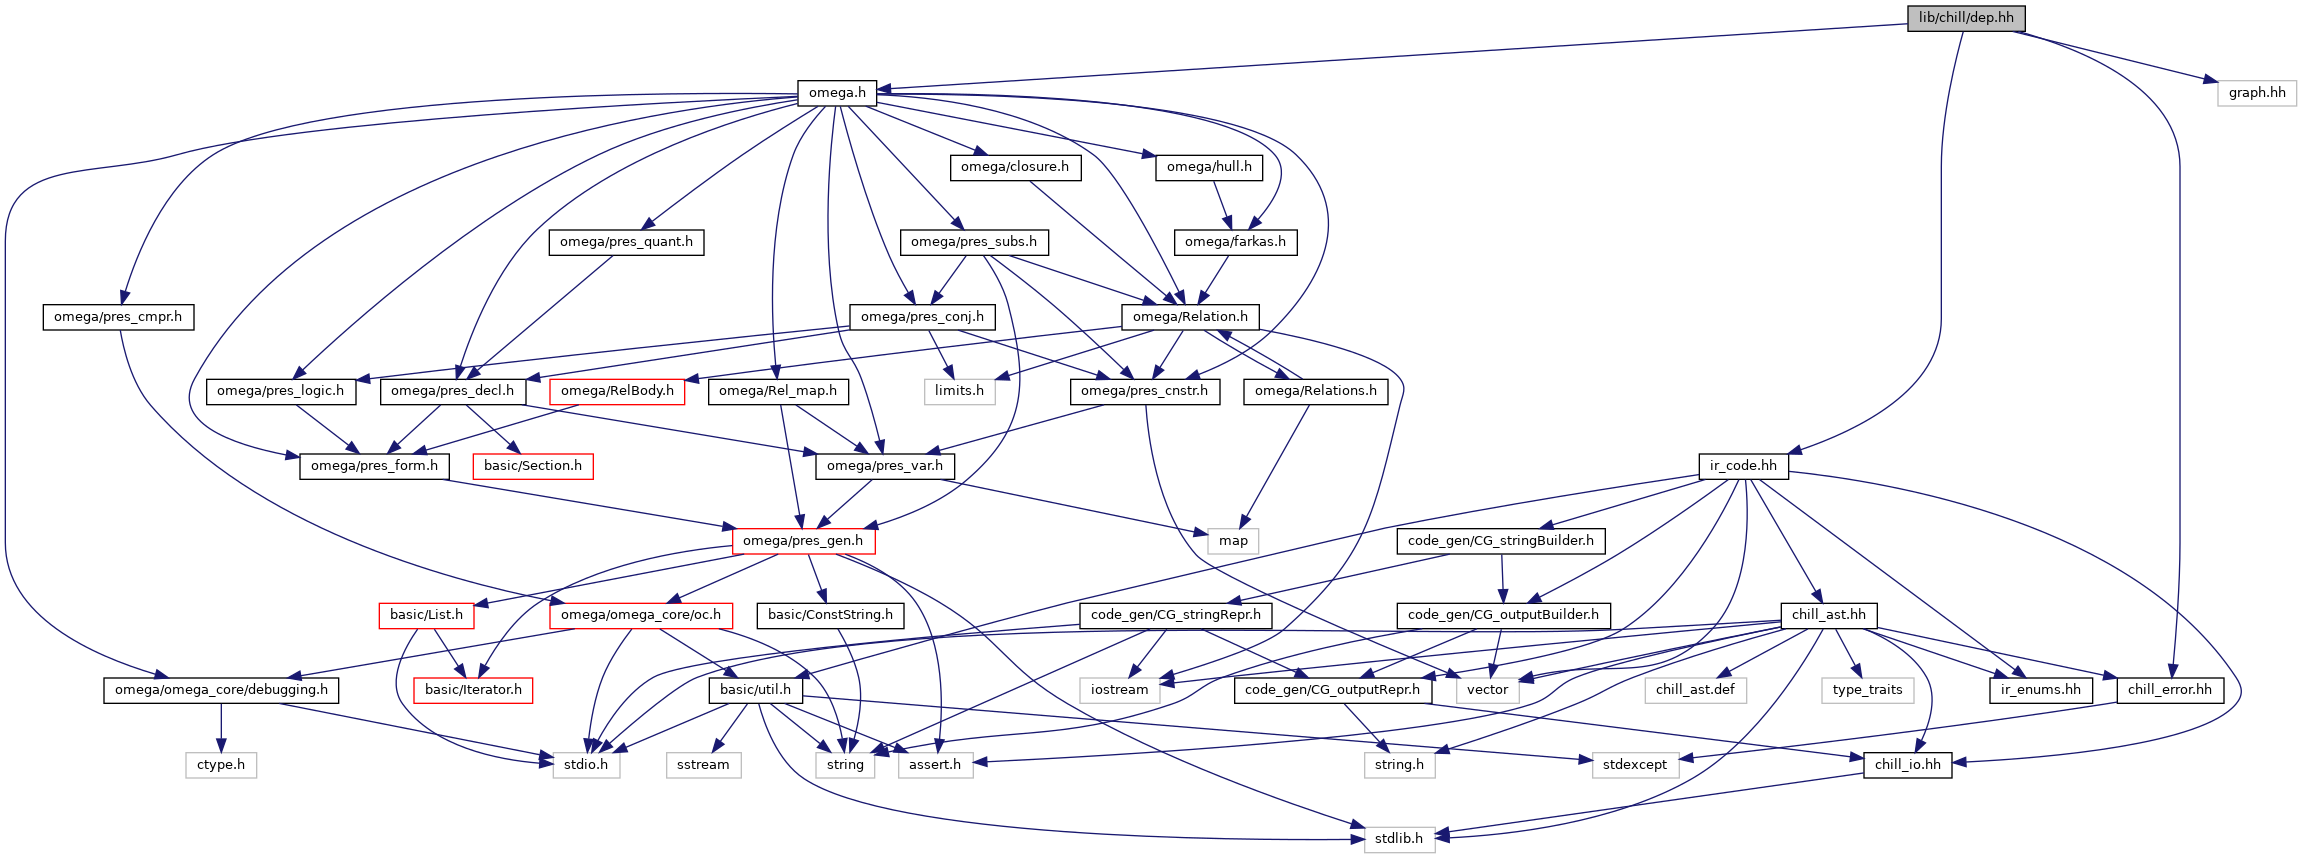 lib/chill/dep.hh
omega.h
graph.hh
omega/closure.h
omega/hull.h
omega/pres_quant.h
omega/pres_subs.h
omega/farkas.h
omega/pres_cmpr.h
omega/pres_conj.h
omega/Relation.h
omega/pres_logic.h
omega/pres_decl.h
omega/RelBody.h
omega/Rel_map.h
limits.h
omega/pres_cnstr.h
omega/Relations.h
omega/pres_form.h
basic/Section.h
omega/pres_var.h
ir_code.hh
omega/pres_gen.h
map
code_gen/CG_stringBuilder.h
basic/List.h
omega/omega_core/oc.h
basic/ConstString.h
code_gen/CG_stringRepr.h
code_gen/CG_outputBuilder.h
chill_ast.hh
omega/omega_core/debugging.h
basic/Iterator.h
basic/util.h
iostream
code_gen/CG_outputRepr.h
vector
chill_ast.def
type_traits
ir_enums.hh
chill_error.hh
ctype.h
stdio.h
sstream
string
assert.h
string.h
stdexcept
chill_io.hh
stdlib.h